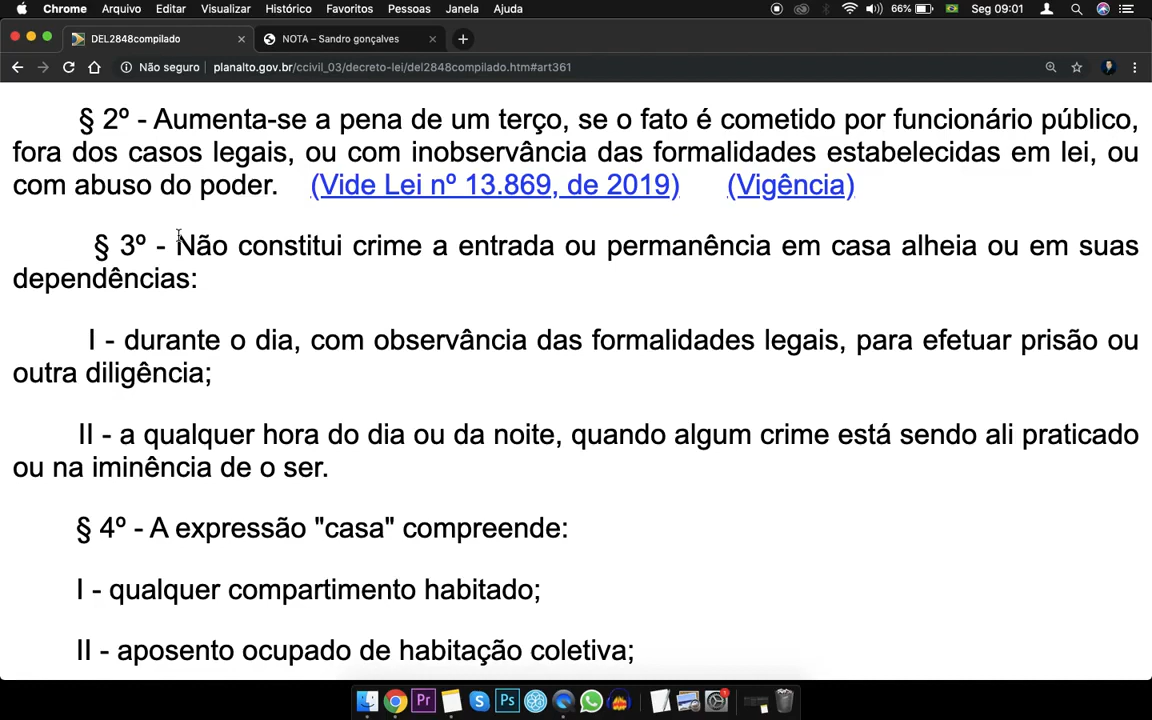 Chrome Arquivo Editar Visualizar Histórico Favoritos Pessoas Janela Ajuda 66% Seg 09:01
DEL2848compilado NOTA – Sandro gonçalves
Não seguro planalto.gov.br/ccivil_03/decreto-lei/del2848compilado.htm#art361
§ 2º - Aumenta-se a pena de um terço, se o fato é cometido por funcionário público,
fora dos casos legais, ou com inobservância das formalidades estabelecidas em lei, ou
com abuso do poder. (Vide Lei nº 13.869, de 2019) (Vigência)
§ 3º - Não constitui crime a entrada ou permanência em casa alheia ou em suas
dependências:
I - durante o dia, com observância das formalidades legais, para efetuar prisão ou
outra diligência;
II - a qualquer hora do dia ou da noite, quando algum crime está sendo ali praticado
ou na iminência de o ser.
§ 4º - A expressão "casa" compreende:
I - qualquer compartimento habitado;
II - aposento ocupado de habitação coletiva;
Pr Ps